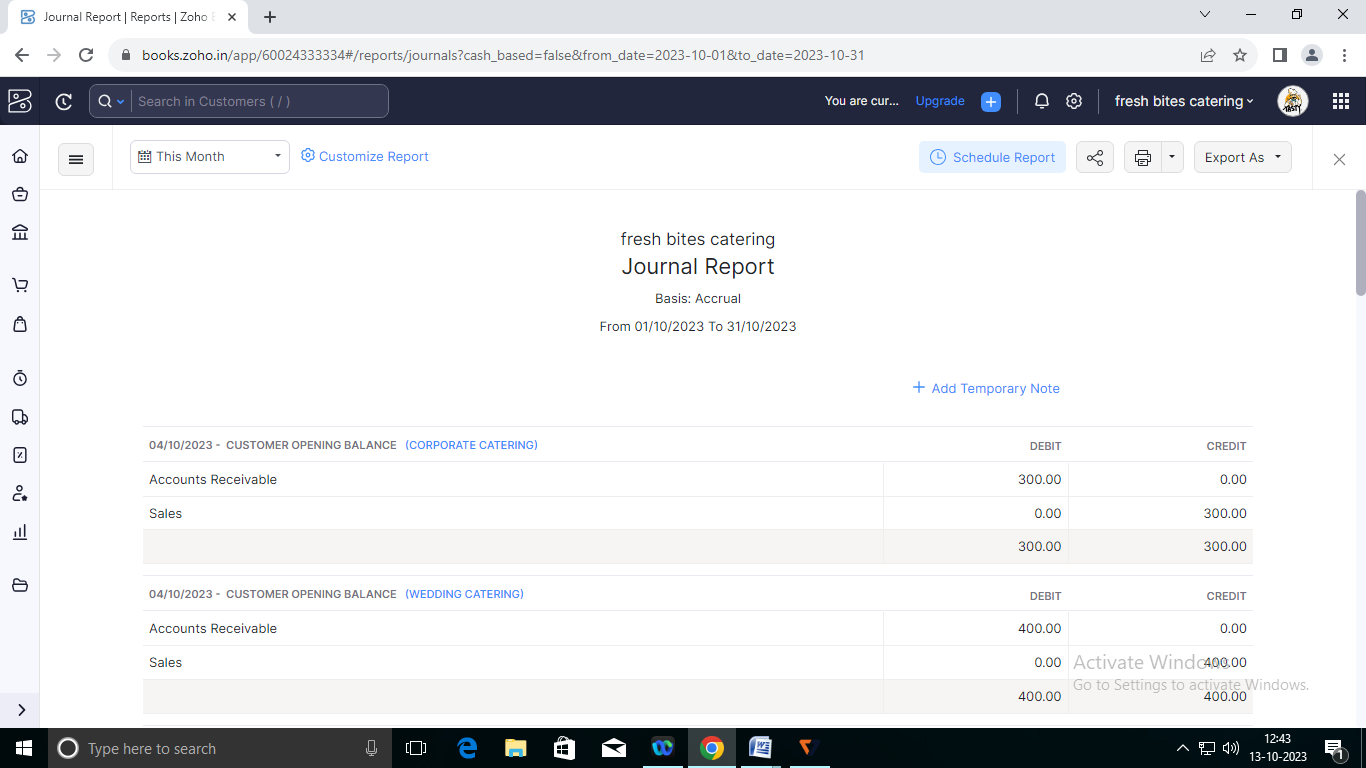 Journal Report | Reports | Zoho
books.zoho.in/app/60024333334#/reports/journals?cash_based=false&from_date=2023-10-01&to_date=2023-10-31
Search in Customers ( / )
You are cur... Upgrade fresh bites catering
TASTY
This Month Customize Report Schedule Report Export As
fresh bites catering
Journal Report
Basis: Accrual
From 01/10/2023 To 31/10/2023
+ Add Temporary Note
04/10/2023 - CUSTOMER OPENING BALANCE (CORPORATE CATERING) DEBIT CREDIT
Accounts Receivable 300.00 0.00
Sales 0.00 300.00
300.00 300.00
04/10/2023 - CUSTOMER OPENING BALANCE (WEDDING CATERING) DEBIT CREDIT
Accounts Receivable 400.00 0.00
Sales 0.00 400.00
400.00 400.00
Activate Windows
Go to Settings to activate Windows.
Type here to search
12:43
13-10-2023
1